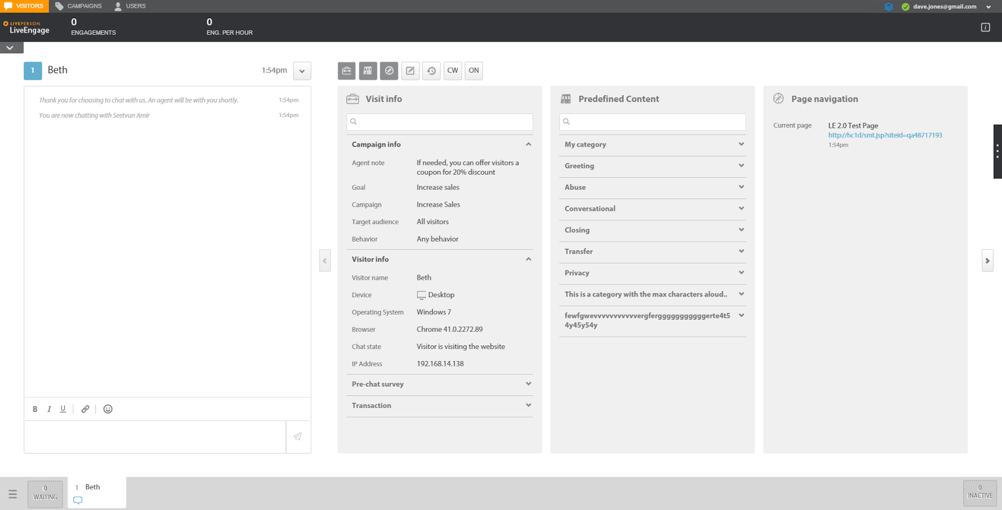 VISITORS
CAMPAIGNS
USERS
dave.jones@gmail.com
LIVEPERSON
LiveEngage
0
ENGAGEMENTS
0
ENG. PER HOUR
1
Beth
1:54pm
CW
ON
Thank you for choosing to chat with us. An agent will be with you shortly.
1:54pm
You are now chatting with Seetvan Amir
1:54pm
B I U
Visit info
Campaign info
Agent note
If needed, you can offer visitors a
coupon for 20% discount
Goal
Increase sales
Campaign
Increase Sales
Target audience
All visitors
Behavior
Any behavior
Visitor info
Visitor name
Beth
Device
Desktop
Operating System
Windows 7
Browser
Chrome 41.0.2272.89
Chat state
Visitor is visiting the website
IP Address
192.168.14.138
Pre-chat survey
Transaction
Predefined Content
My category
Greeting
Abuse
Conversational
Closing
Transfer
Privacy
This is a category with the max characters aloud..
Page navigation
Current page
LE 2.0 Test Page
http://hc1d/smt.jsp?siteid=qa48717193
1:54pm
0
WAITING
1
Beth
0
INACTIVE